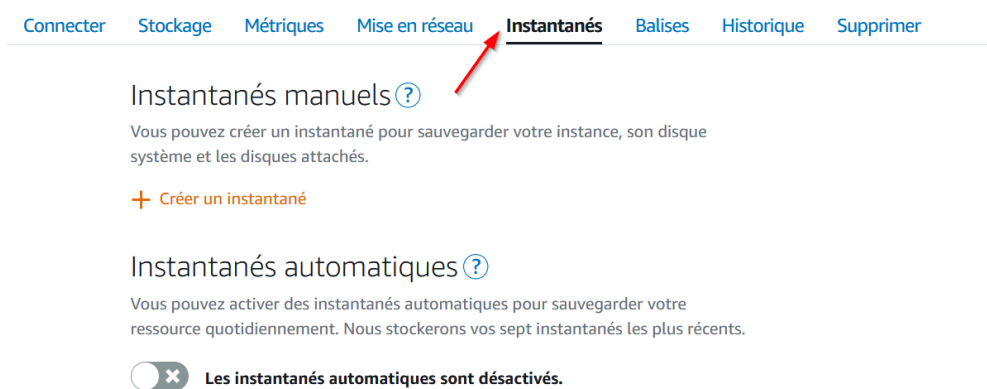 Connecter Stockage Métriques Mise en réseau Instantanés Balises Historique Supprimer
Instantanés manuels ?
Vous pouvez créer un instantané pour sauvegarder votre instance, son disque
système et les disques attachés.
+ Créer un instantané
Instantanés automatiques ?
Vous pouvez activer des instantanés automatiques pour sauvegarder votre
ressource quotidiennement. Nous stockerons vos sept instantanés les plus récents.
Les instantanés automatiques sont désactivés.